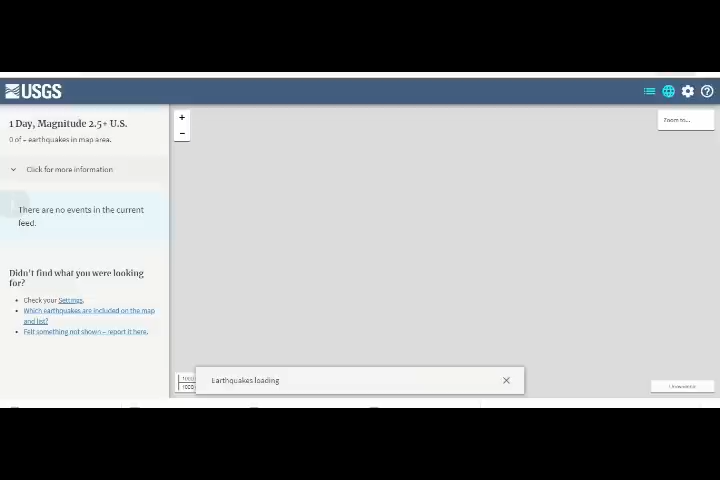 USGS
1 Day, Magnitude 2.5+ U.S.
0 of - earthquakes in map area.
Click for more information
There are no events in the current
feed.
Didn't find what you were looking
for?
Check your Settings.
Which earthquakes are included on the map
and list?
Felt something not shown – report it here.
+
−
Zoom to...
Earthquakes loading